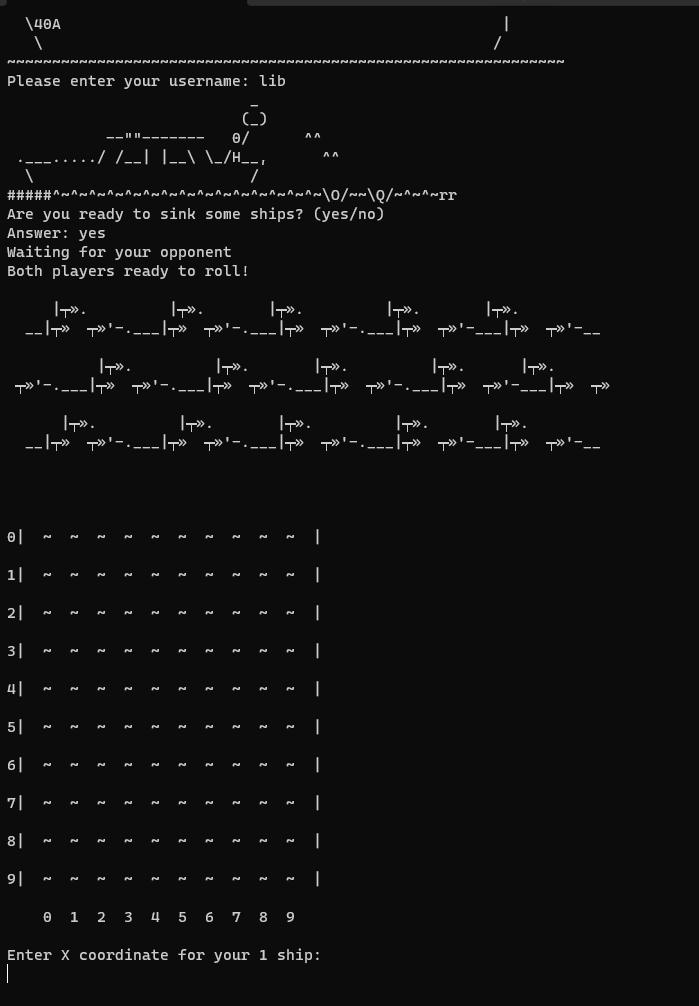 \40A                                                 |
   \                                                  /
~~~~~~~~~~~~~~~~~~~~~~~~~~~~~~~~~~~~~~~~~~~~~~~~~~~~~~~~~~~~~~
Please enter your username: lib
                           _
                          (_)
           --""-------   0/      ^^
 ._____...../ /__| |__\ \_/H__,      ^^
  \                        /
#####^~^~^~^~^~^~^~^~^~^~^~^~^~^~^~\O/~~\Q/~^~^~rr
Are you ready to sink some ships? (yes/no)
Answer: yes
Waiting for your opponent
Both players ready to roll!
     |┬».         |┬».       |┬».         |┬».       |┬».
  __|┬»  ┬»'-.___|┬»  ┬»'-.___|┬»  ┬»'-.___|┬»  ┬»'-___|┬»  ┬»'-__
          |┬».         |┬».       |┬».         |┬».      |┬».
 ┬»'-.___|┬»  ┬»'-.___|┬»  ┬»'-.___|┬»  ┬»'-.___|┬»  ┬»'-___|┬»  ┬»
      |┬».         |┬».       |┬».         |┬».       |┬».
  __|┬»  ┬»'-.___|┬»  ┬»'-.___|┬»  ┬»'-.___|┬»  ┬»'-___|┬»  ┬»'-__
0|  ~  ~  ~  ~  ~  ~  ~  ~  ~  ~  |
1|  ~  ~  ~  ~  ~  ~  ~  ~  ~  ~  |
2|  ~  ~  ~  ~  ~  ~  ~  ~  ~  ~  |
3|  ~  ~  ~  ~  ~  ~  ~  ~  ~  ~  |
4|  ~  ~  ~  ~  ~  ~  ~  ~  ~  ~  |
5|  ~  ~  ~  ~  ~  ~  ~  ~  ~  ~  |
6|  ~  ~  ~  ~  ~  ~  ~  ~  ~  ~  |
7|  ~  ~  ~  ~  ~  ~  ~  ~  ~  ~  |
8|  ~  ~  ~  ~  ~  ~  ~  ~  ~  ~  |
9|  ~  ~  ~  ~  ~  ~  ~  ~  ~  ~  |
    0  1  2  3  4  5  6  7  8  9
Enter X coordinate for your 1 ship: